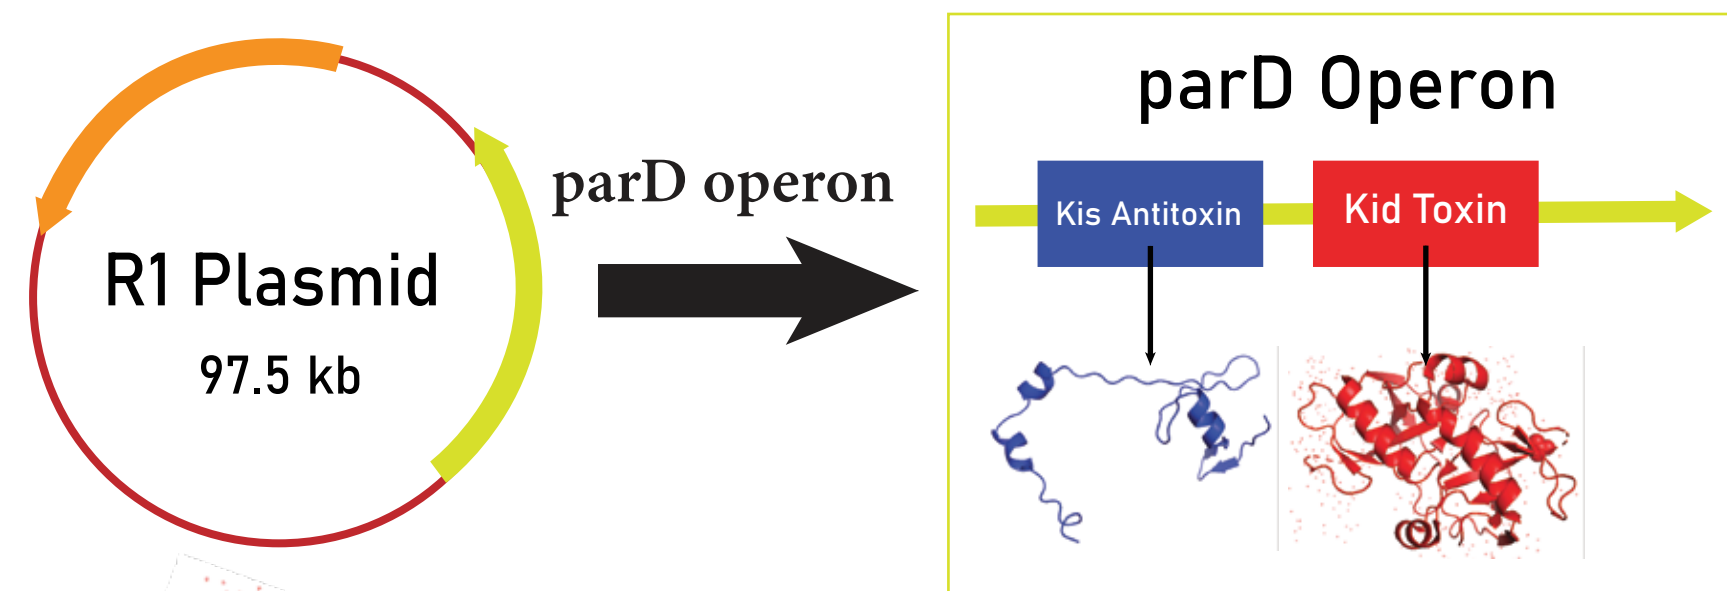 R1 Plasmid
97.5 kb
parD operon
parD Operon
Kis Antitoxin
Kid Toxin